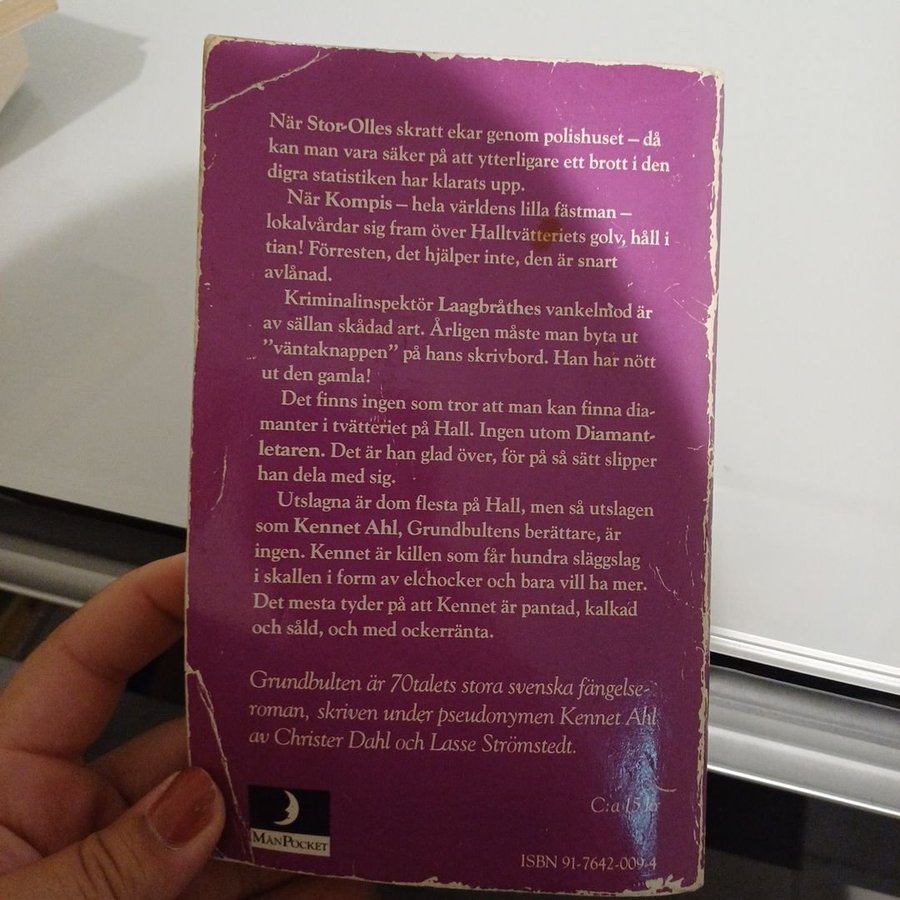 När Stor-Olles skratt ekar genom polishuset – då
kan man vara säker på att ytterligare ett brott i den
digra statistiken har klarats upp.
När Kompis – hela världens lilla fästman –
lokalvårdar sig fram över Halltvätteriets golv, håll i
tian! Förresten, det hjälper inte, den är snart
avlånad.
Kriminalinspektör Laagbråthes vankelmod är
av sällan skådad art. Årligen måste man byta ut
”väntaknappen” på hans skrivbord. Han har nött
ut den gamla!
Det finns ingen som tror att man kan finna dia-
manter i tvätteriet på Hall. Ingen utom Diamant-
letaren. Det är han glad över, för på så sätt slipper
han dela med sig.
Utslagna är dom flesta på Hall, men så utslagen
som Kennet Ahl, Grundbultens berättare, är
ingen. Kennet är killen som får hundra släggslag
i skallen i form av elchocker och bara vill ha mer.
Det mesta tyder på att Kennet är pantad, kalkad
och såld, och med ockerränta.
Grundbulten är 70talets stora svenska fängelse-
roman, skriven under pseudonymen Kennet Ahl
av Christer Dahl och Lasse Strömstedt.
C:a 15 kr
MånPocket
ISBN 91-7642-009-4